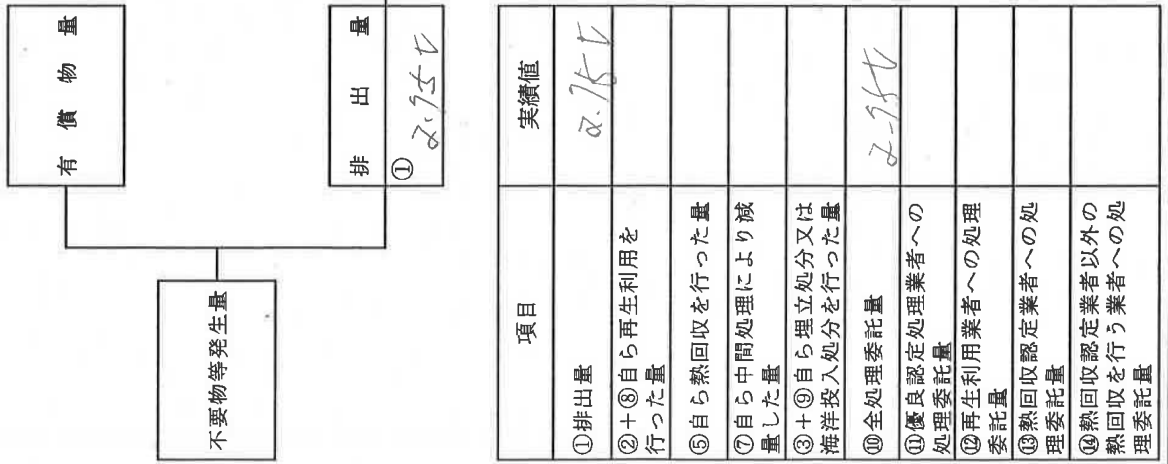 不要物等発生量
有償物量
排出量
①
項目 実績値
①排出量
②＋⑧自ら再生利用を
行った量
⑤自ら熱回収を行った量
⑦自ら中間処理により減
量した量
③＋⑨自ら埋立処分又は
海洋投入処分を行った量
⑩全処理委託量
⑪優良認定処理業者への
処理委託量
⑫再生利用業者への処理
委託量
⑬熱回収認定業者への処
理委託量
⑭熱回収認定業者以外の
熱回収を行う業者への処
理委託量